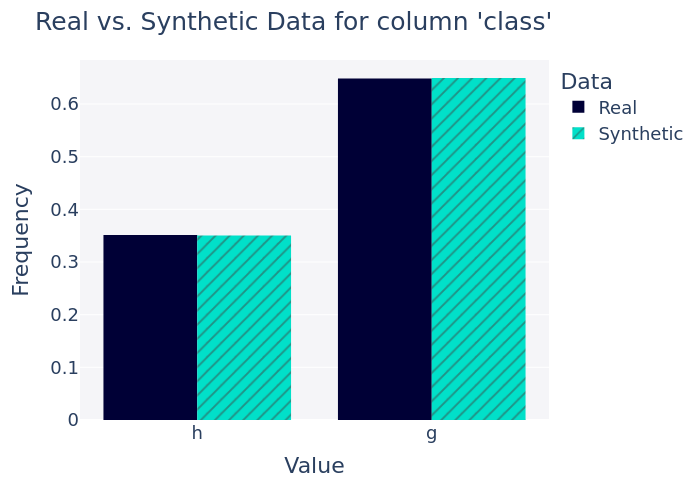 Real vs. Synthetic Data for column 'class'
Data
Real
Synthetic
Frequency
0.6
0.5
0.4
0.3
0.2
0.1
0
h
g
Value